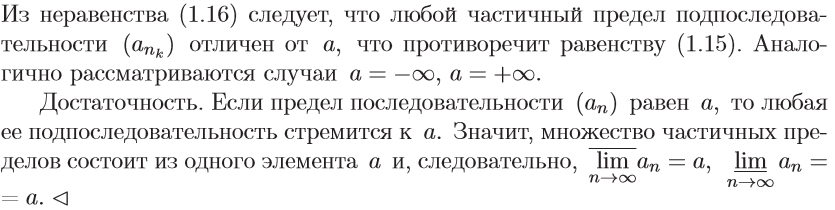 Из неравенства (1.16) следует, что любой частичный предел подпоследова-
тельности (a_{n_k}) отличен от a, что противоречит равенству (1.15). Анало-
гично рассматриваются случаи a = −∞, a = +∞.
Достаточность. Если предел последовательности (a_n) равен a, то любая
ее подпоследовательность стремится к a. Значит, множество частичных пре-
делов состоит из одного элемента a и, следовательно, \overline{\lim}_{n→∞} a_n = a, \underline{\lim}_{n→∞} a_n =
= a. ◁